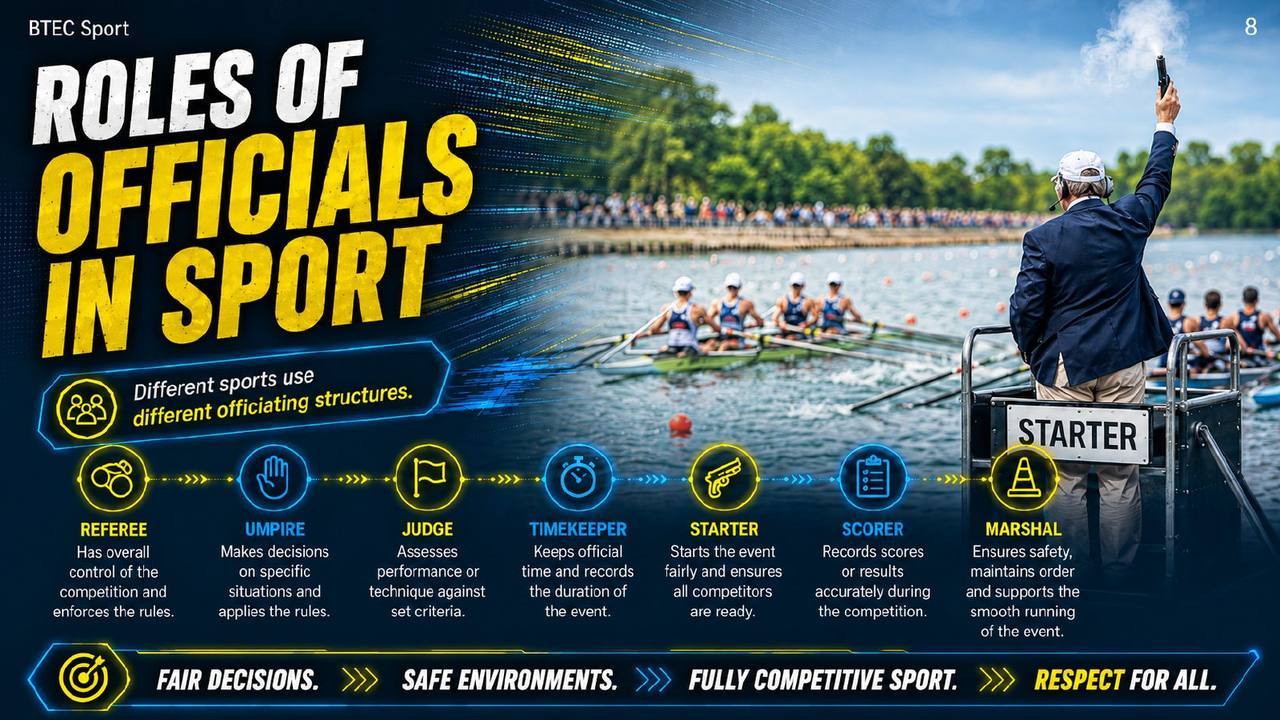 BTEC Sport
8
ROLES OF
OFFICIALS
IN SPORT
Different sports use
different officiating structures.
STARTER
REFEREE
Has overall
control of the
competition and
enforces the rules.
UMPIRE
Makes decisions
on specific
situations and
applies the rules.
JUDGE
Assesses
performance or
technique against
set criteria.
TIMEKEEPER
Keeps official
time and records
the duration of
the event.
STARTER
Starts the event
fairly and ensures
all competitors
are ready.
SCORER
Records scores
or results
accurately during
the competition.
MARSHAL
Ensures safety,
maintains order
and supports the
smooth running
of the event.
FAIR DECISIONS. SAFE ENVIRONMENTS. FULLY COMPETITIVE SPORT. RESPECT FOR ALL.